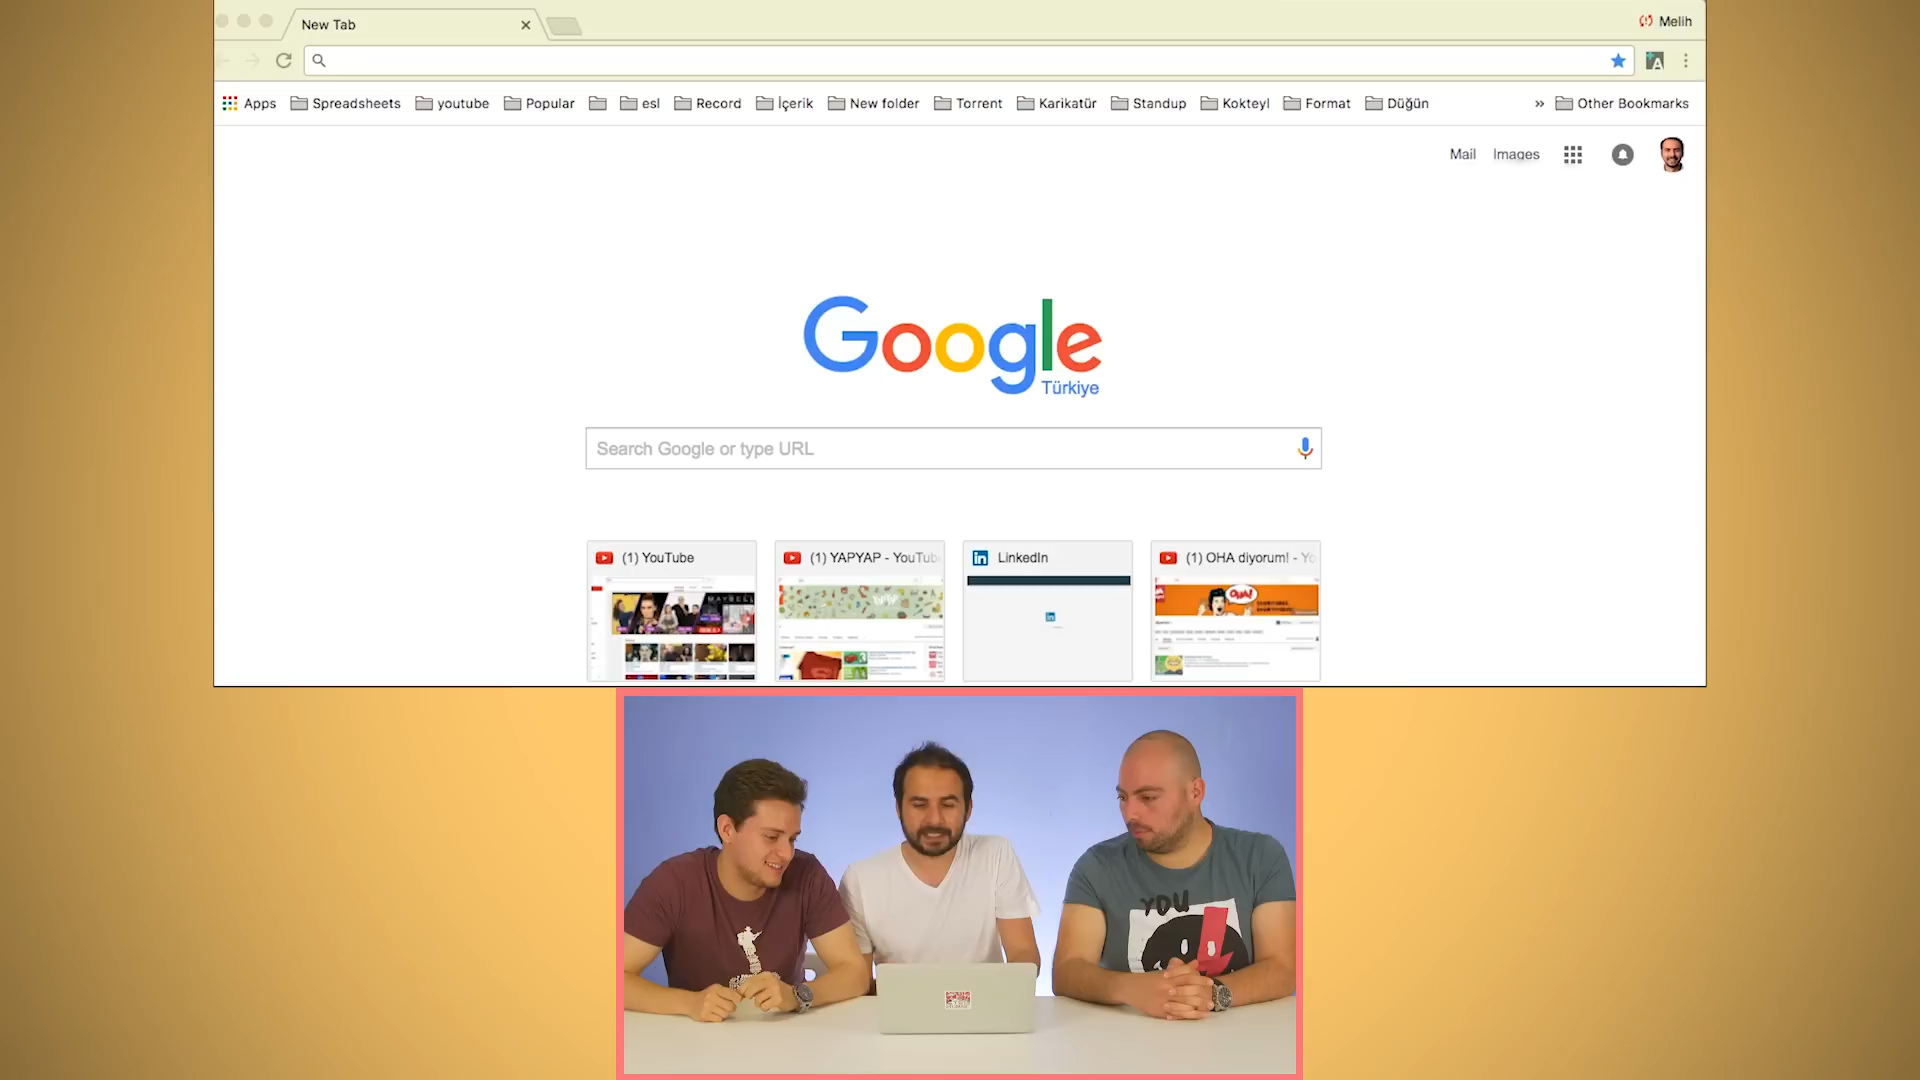 New Tab
Melih
Apps Spreadsheets youtube Popular esl Record İçerik New folder Torrent Karikatür Standup Kokteyl Format Düğün » Other Bookmarks
Mail Images
Google
Türkiye
Search Google or type URL
(1) YouTube
(1) YAPYAP - YouTub
LinkedIn
(1) OHA diyorum! - Yo
OHA!
YOU